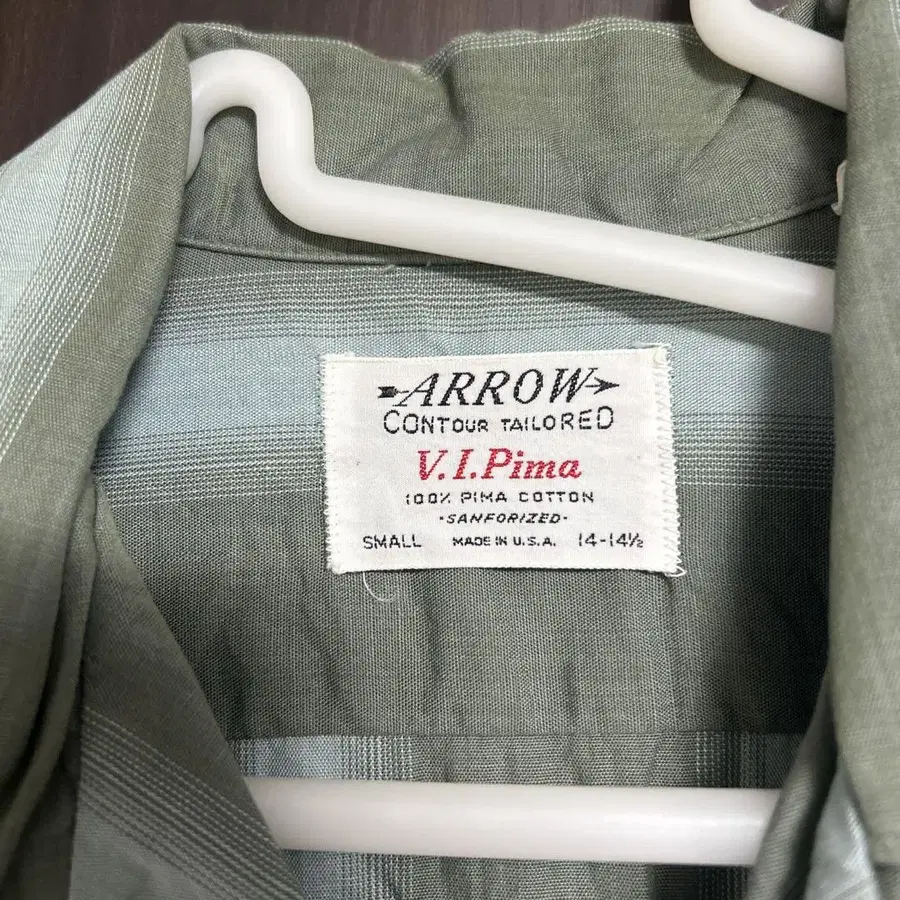 ARROW
CONTOUR TAILORED
V.I.Pima
100% PIMA COTTON
-SANFORIZED-
SMALL MADE IN U.S.A. 14-14½